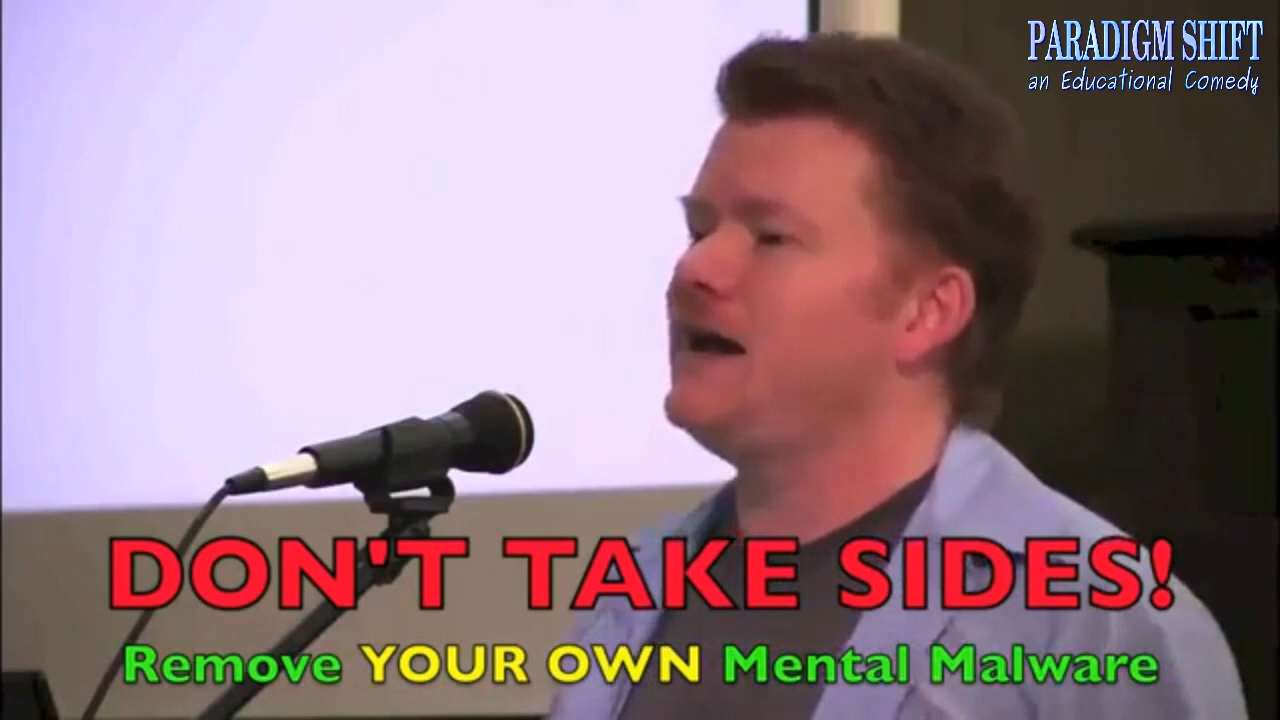 PARADIGM SHIFT
an Educational Comedy
DON'T TAKE SIDES!
Remove YOUR OWN Mental Malware